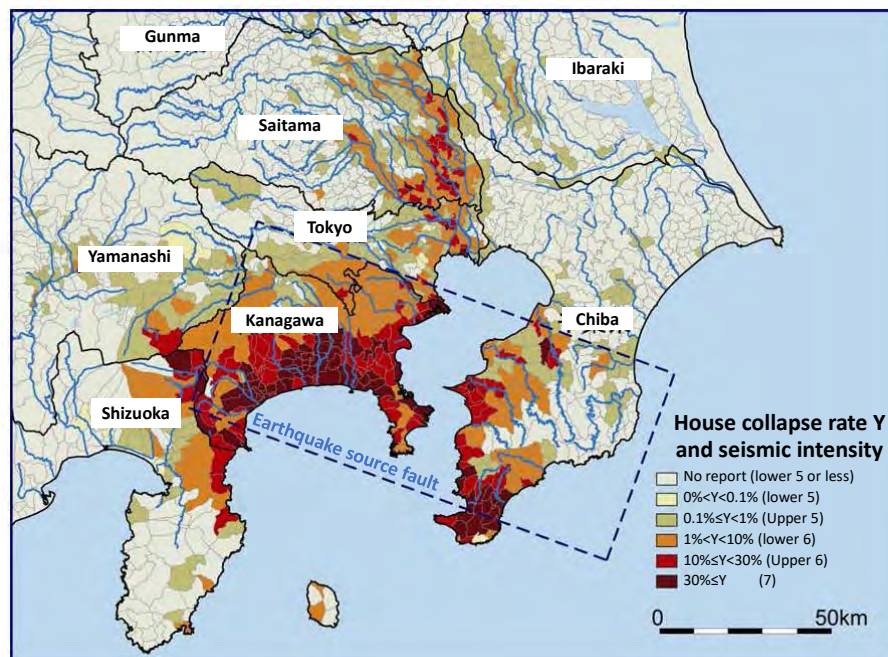 Gunma
Ibaraki
Saitama
Tokyo
Yamanashi
Kanagawa
Chiba
Shizuoka
Earthquake source fault
House collapse rate Y
and seismic intensity
No report (lower 5 or less)
0%<Y<0.1% (lower 5)
0.1%≤Y<1% (Upper 5)
1%<Y<10% (lower 6)
10%≤Y<30% (Upper 6)
30%≤Y (7)
0 50km